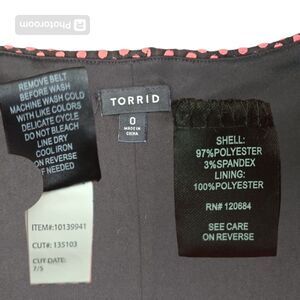 Photoroom
REMOVE BELT
BEFORE WASH
MACHINE WASH COLD
WITH LIKE COLORS
DELICATE CYCLE
DO NOT BLEACH
LINE DRY
COOL IRON
ON REVERSE
IF NEEDED
ITEM#:10139941
CUT#: 135103
CUT DATE:
7/5
TORRID
0
MADE IN
CHINA
SHELL:
97%POLYESTER
3%SPANDEX
LINING:
100%POLYESTER
RN# 120684
SEE CARE
ON REVERSE